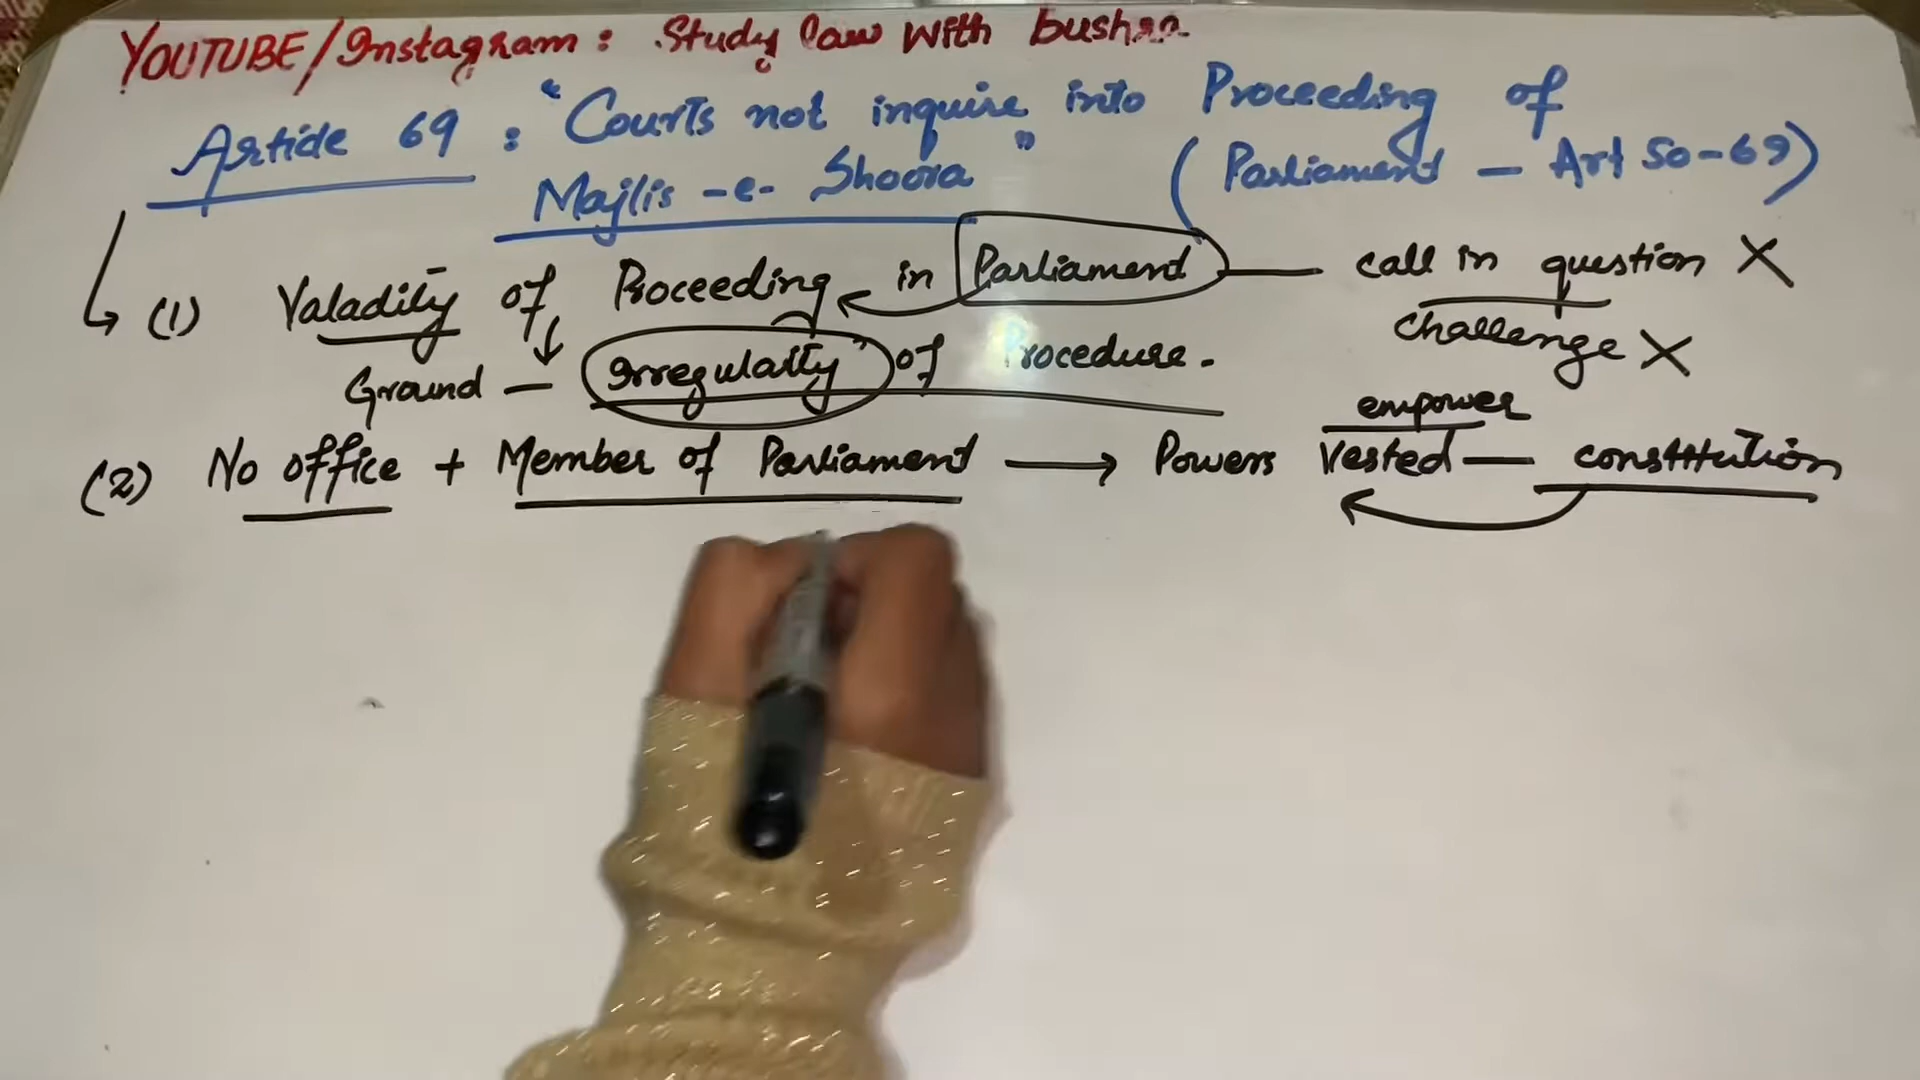 YOUTUBE/Instagram: Study law with bushra
Article 69: "Courts not inquire into Proceeding of
Majlis-e-Shoora" (Parliament - Art 50-69)
(1) Valadity of Proceeding in Parliament — call in question X
challenge X
Ground - "Irregulatty" of Procedure.
empower
(2) No office + Member of Parliament → Powers vested - constitution